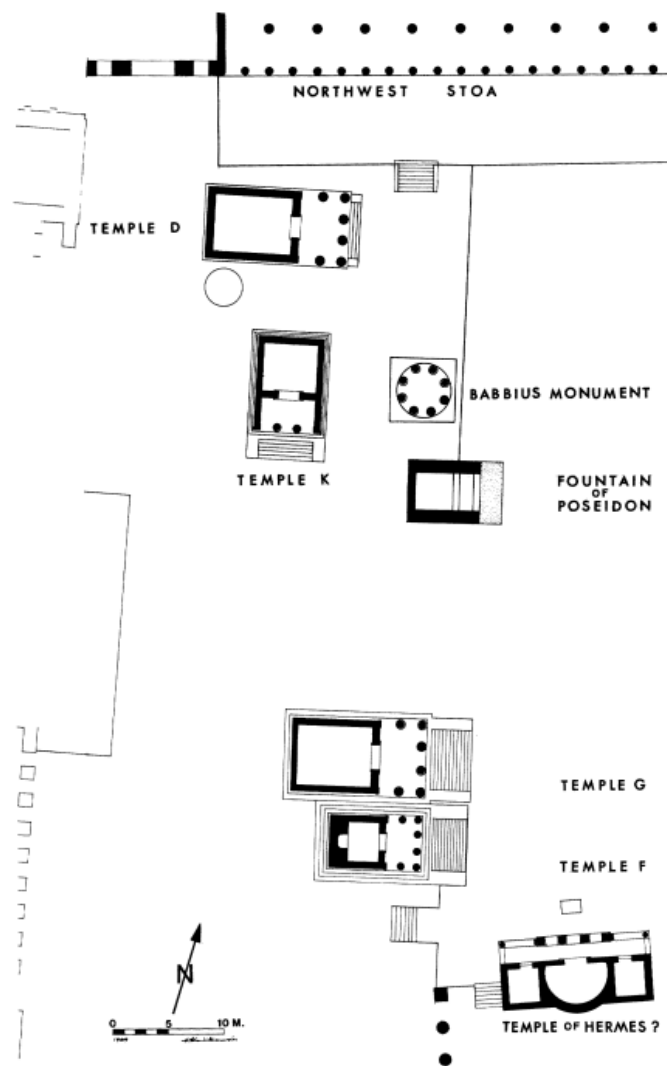 NORTHWEST STOA
TEMPLE D
BABBIUS MONUMENT
TEMPLE K
FOUNTAIN
OF
POSEIDON
TEMPLE G
TEMPLE F
N
0 5 10 M.
TEMPLE OF HERMES ?